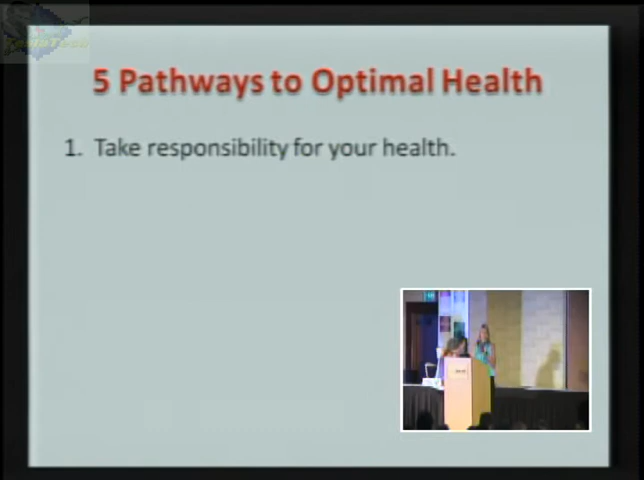 5 Pathways to Optimal Health
1. Take responsibility for your health.